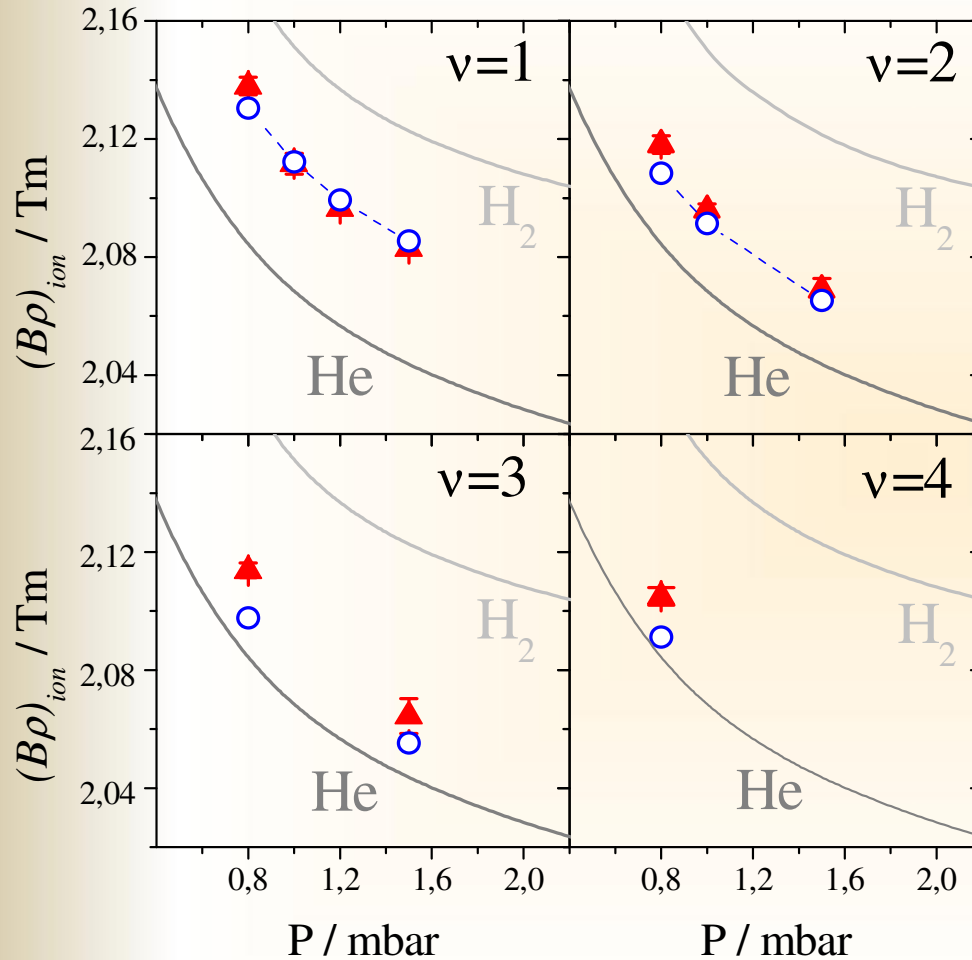 2,16
2,12
2,08
2,04
(Bρ)ion / Tm
ν=1
H2
He
ν=2
H2
He
2,16
2,12
2,08
2,04
(Bρ)ion / Tm
ν=3
H2
He
ν=4
H2
He
0,8 1,2 1,6 2,0
0,8 1,2 1,6 2,0
P / mbar
P / mbar